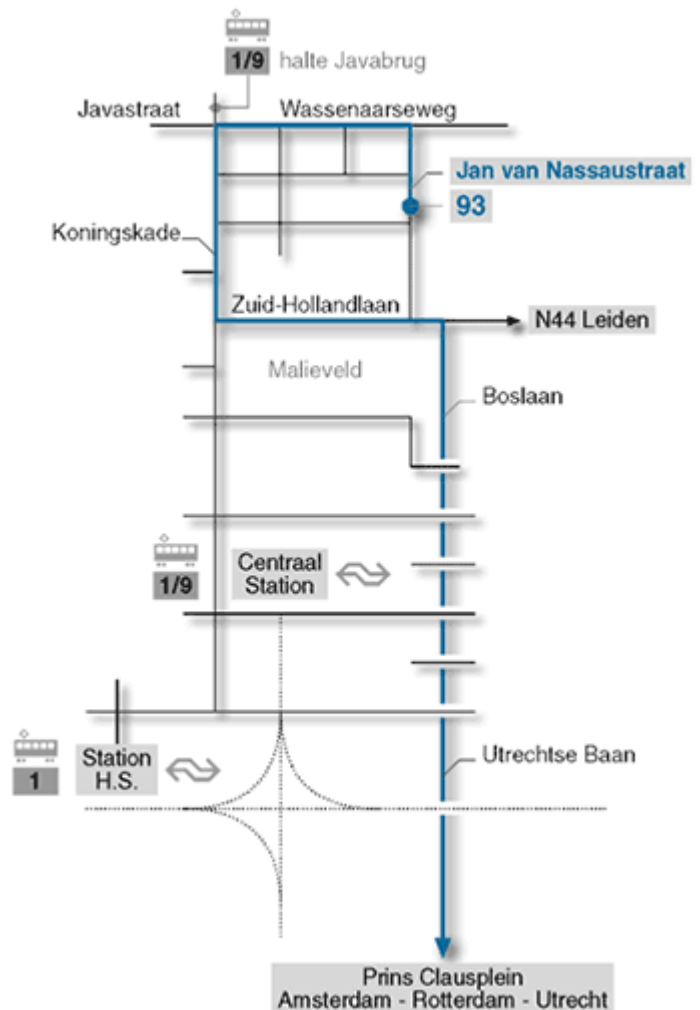 1/9 halte Javabrug
Javastraat
Wassenaarseweg
Jan van Nassaustraat
93
Koningskade
Zuid-Hollandlaan
N44 Leiden
Malieveld
Boslaan
1/9
Centraal
Station
1
Station
H.S.
Utrechtse Baan
Prins Clausplein
Amsterdam - Rotterdam - Utrecht